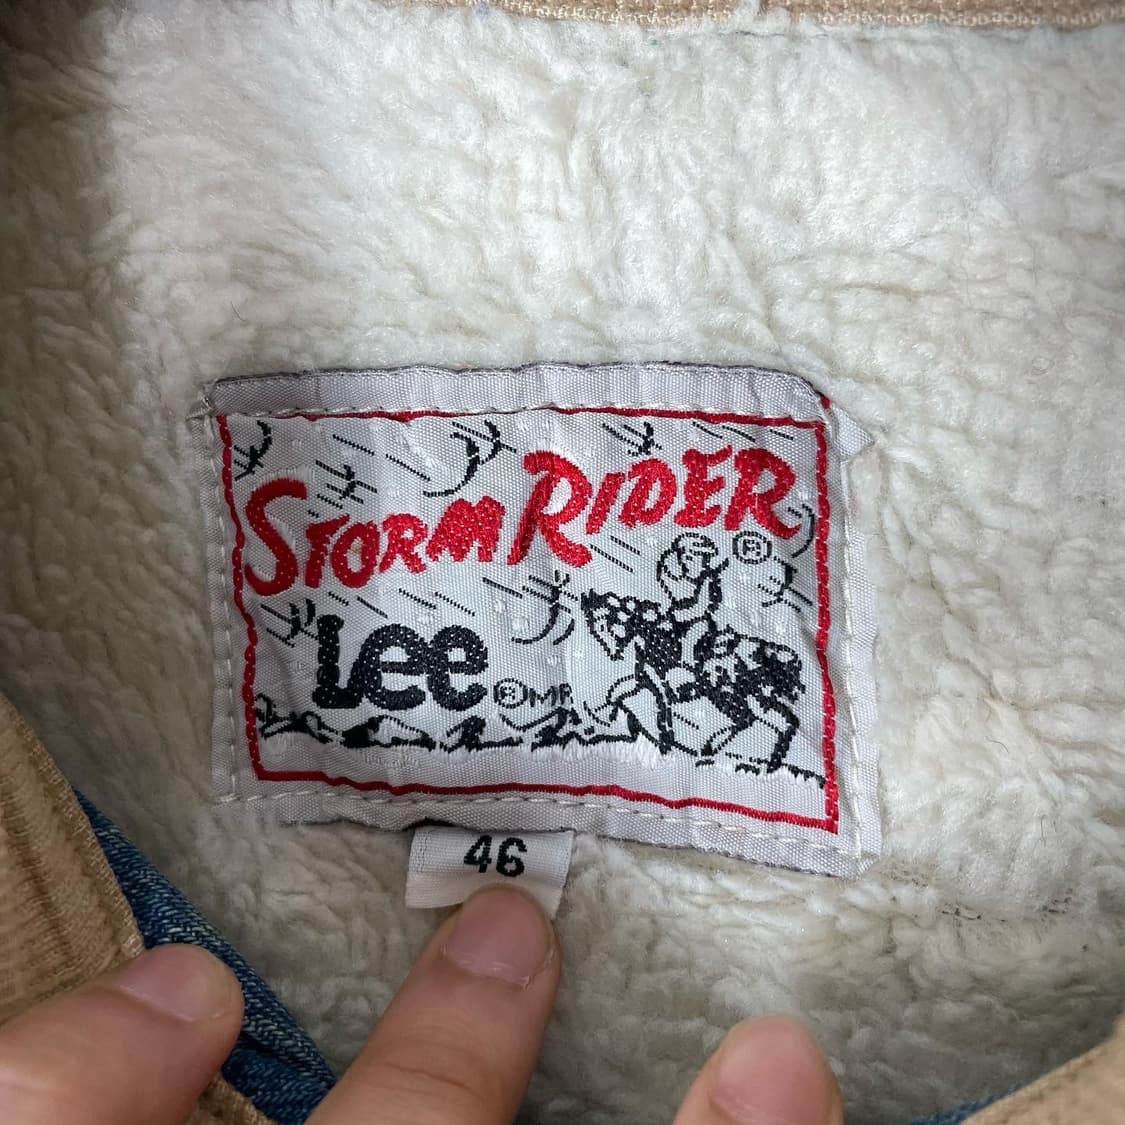 STORM RIDER ®
Lee ® MR
46